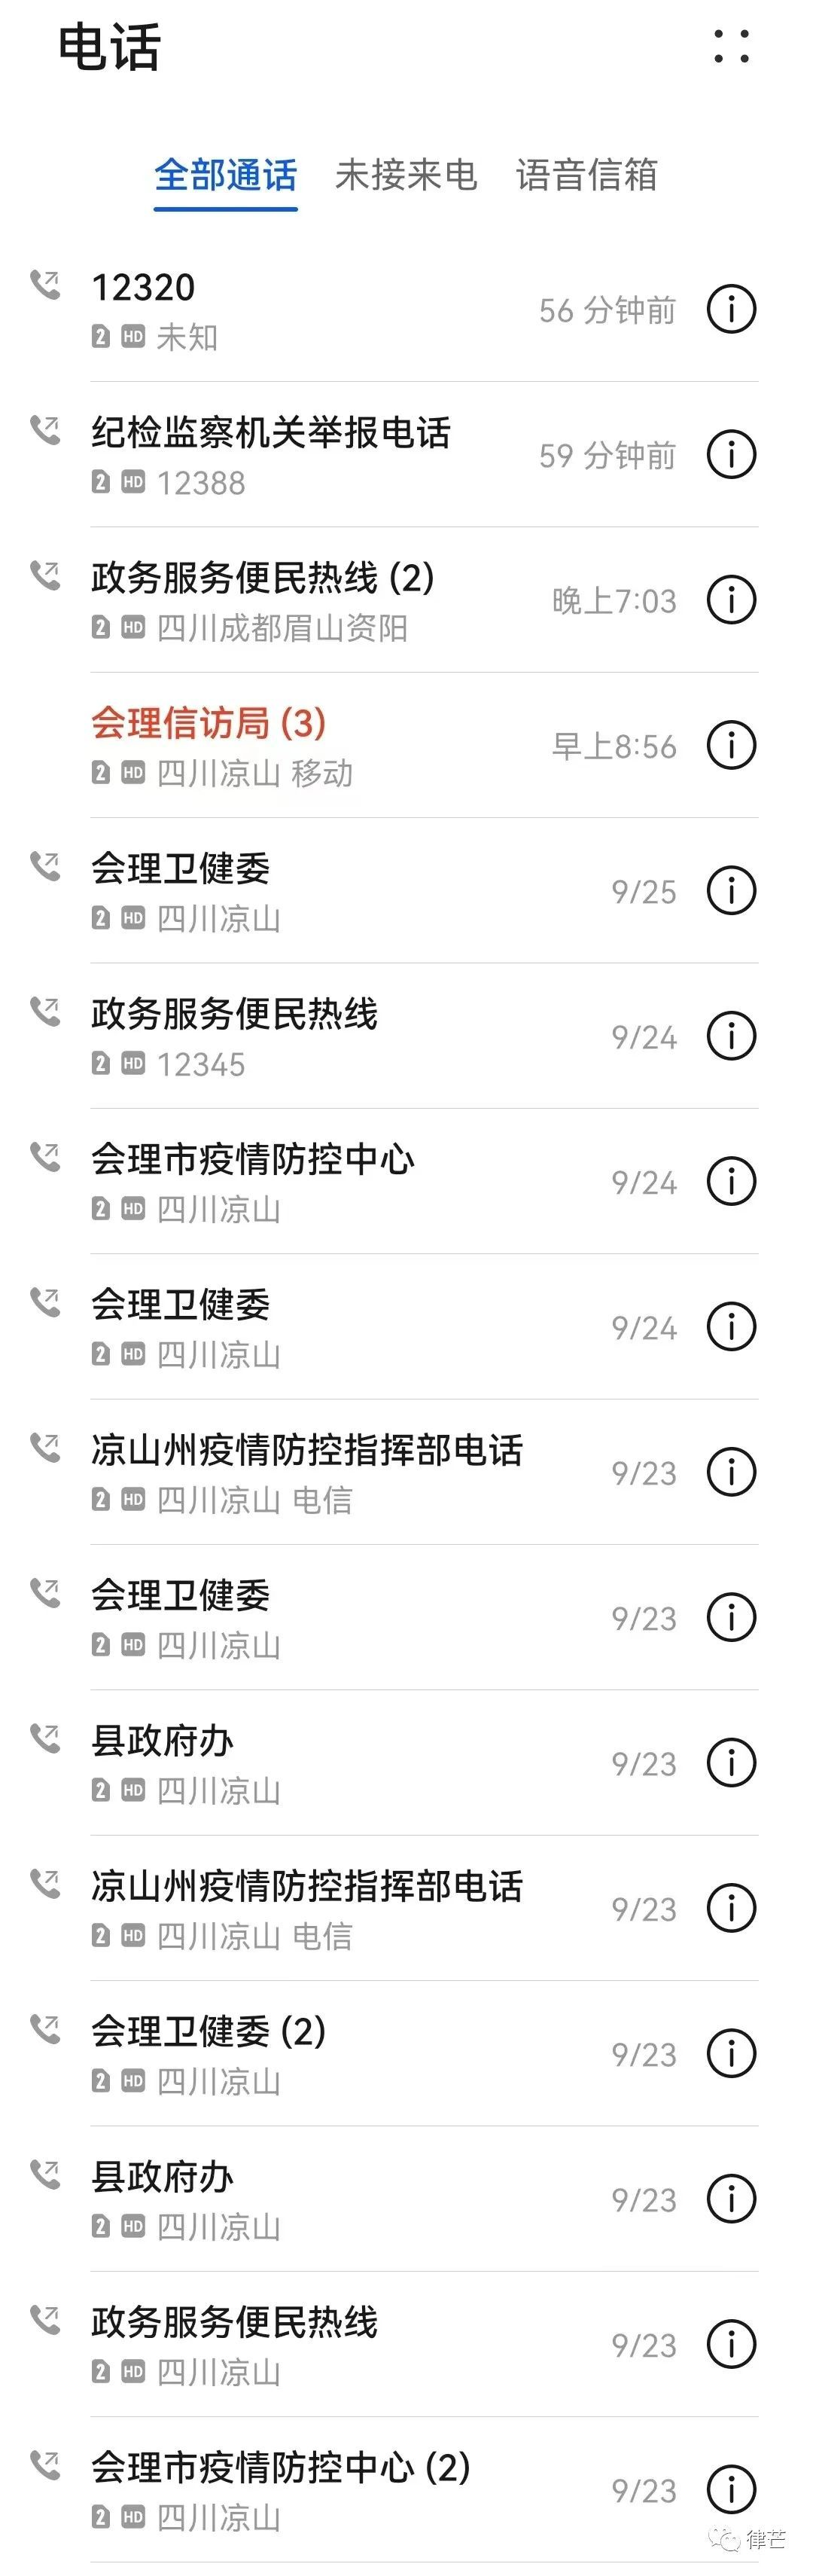 电话
全部通话 未接来电 语音信箱
12320
56 分钟前
2 HD 未知
纪检监察机关举报电话
59 分钟前
2 HD 12388
政务服务便民热线 (2)
晚上7:03
2 HD 四川成都眉山资阳
会理信访局 (3)
早上8:56
2 HD 四川凉山 移动
会理卫健委
9/25
2 HD 四川凉山
政务服务便民热线
9/24
2 HD 12345
会理市疫情防控中心
9/24
2 HD 四川凉山
会理卫健委
9/24
2 HD 四川凉山
凉山州疫情防控指挥部电话
9/23
2 HD 四川凉山 电信
会理卫健委
9/23
2 HD 四川凉山
县政府办
9/23
2 HD 四川凉山
凉山州疫情防控指挥部电话
9/23
2 HD 四川凉山 电信
会理卫健委 (2)
9/23
2 HD 四川凉山
县政府办
9/23
2 HD 四川凉山
政务服务便民热线
9/23
2 HD 四川凉山
会理市疫情防控中心 (2)
9/23
2 HD 四川凉山
律芒